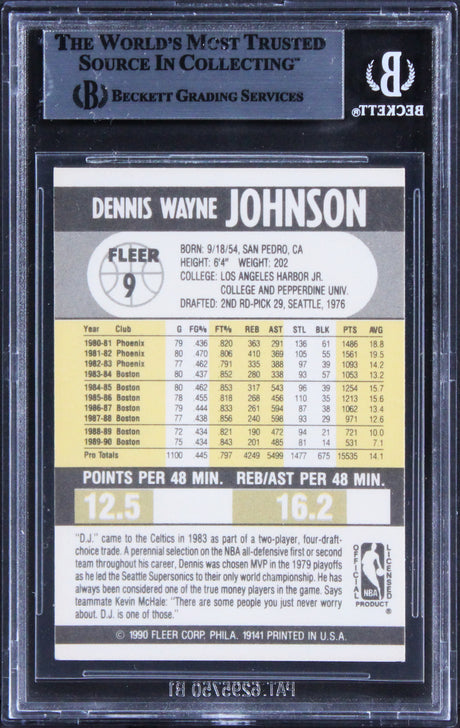 THE WORLD'S MOST TRUSTED
SOURCE IN COLLECTING™
BECKETT GRADING SERVICES
BECKETT®
DENNIS WAYNE JOHNSON
FLEER
9
BORN: 9/18/54, SAN PEDRO, CA
HEIGHT: 6'4" WEIGHT: 202
COLLEGE: LOS ANGELES HARBOR JR.
COLLEGE AND PEPPERDINE UNIV.
DRAFTED: 2ND RD-PICK 29, SEATTLE, 1976
Year Club G FG% FT% REB AST STL BLK PTS AVG
1980-81 Phoenix 79 436 820 363 291 136 61 1486 18.8
1981-82 Phoenix 80 470 806 410 369 105 55 1561 19.5
1982-83 Phoenix 77 462 791 335 388 97 39 1093 14.2
1983-84 Boston 80 437 852 280 338 93 57 1053 13.2
1984-85 Boston 80 462 853 317 543 96 39 1254 15.7
1985-86 Boston 78 455 818 268 456 110 35 1213 15.6
1986-87 Boston 79 444 833 261 594 87 38 1062 13.4
1987-88 Boston 77 438 856 240 598 93 29 971 12.6
1988-89 Boston 72 434 821 190 472 94 21 721 10.0
1989-90 Boston 75 434 843 201 485 81 14 531 7.1
Pro Totals 1100 445 797 4249 5499 1477 675 15535 14.1
POINTS PER 48 MIN. REB/AST PER 48 MIN.
12.5 16.2
"D.J." came to the Celtics in 1983 as part of a two-player, four-draft-
choice trade. A perennial selection on the NBA all-defensive first or second
team throughout his career, Dennis was chosen MVP in the 1979 playoffs
as he led the Seattle Supersonics to their only world championship. He has
always been considered one of the true money players in the game. Says
teammate Kevin McHale: "There are some people you just never worry
about. D.J. is one of those."
OFFICIAL LICENSED
NBA
PRODUCT ®
© 1990 FLEER CORP. PHILA. 19141 PRINTED IN U.S.A.
PAT. 6295750 B1